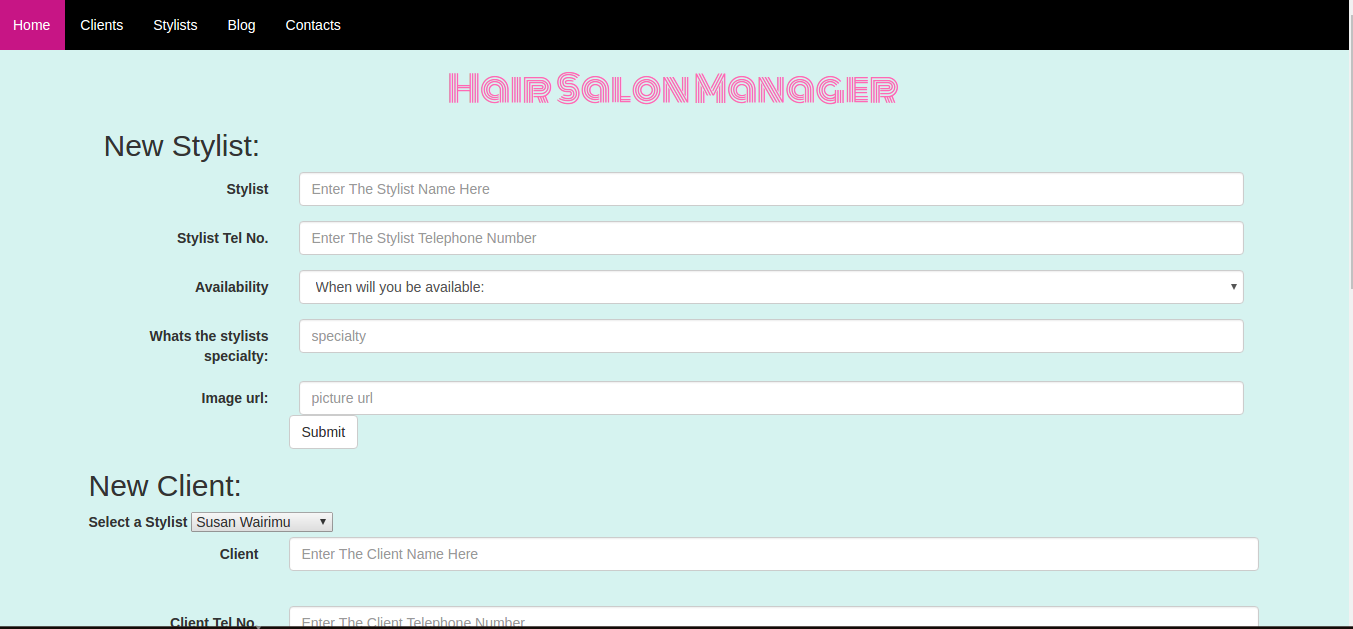 Home Clients Stylists Blog Contacts
Hair Salon Manager
New Stylist:
Stylist Enter The Stylist Name Here
Stylist Tel No. Enter The Stylist Telephone Number
Availability When will you be available:
Whats the stylists specialty
specialty:
Image url: picture url
Submit
New Client:
Select a Stylist Susan Wairimu
Client Enter The Client Name Here
Client Tel No. Enter The Client Telephone Number